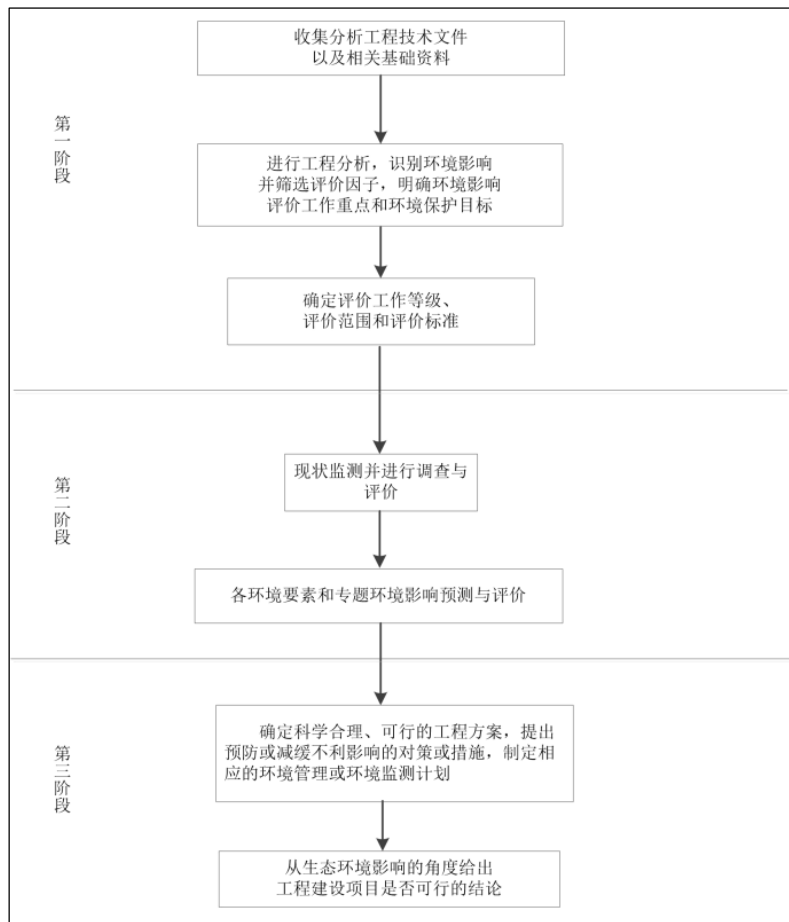 收集分析工程技术文件
以及相关基础资料
第一阶段
进行工程分析，识别环境影响
并筛选评价因子，明确环境影响
评价工作重点和环境保护目标
确定评价工作等级、
评价范围和评价标准
第二阶段
现状监测并进行调查与
评价
各环境要素和专题环境影响预测与评价
第三阶段
确定科学合理、可行的工程方案，提出
预防或减缓不利影响的对策或措施，制定相
应的环境管理或环境监测计划
从生态环境影响的角度给出
工程建设项目是否可行的结论